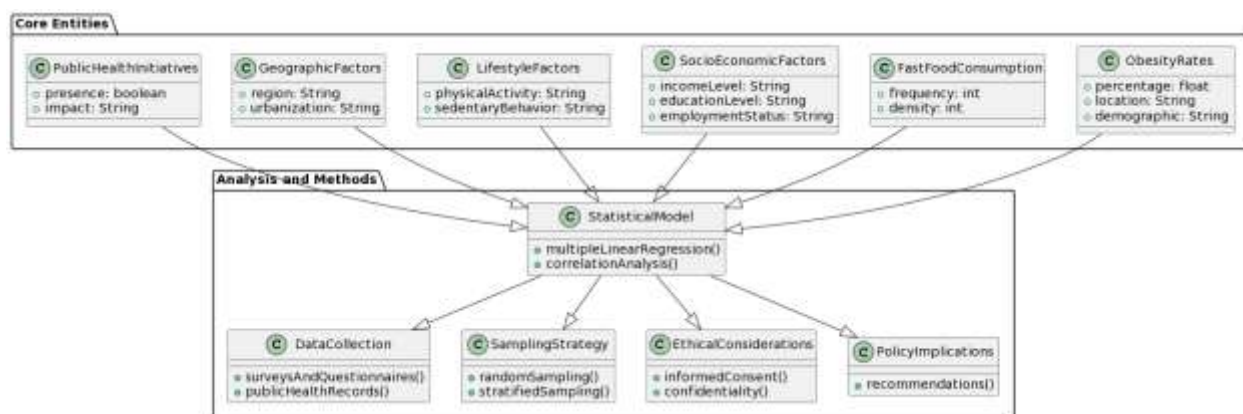 Core Entities
C PublicHealthInitiatives
presence: boolean
impact: String
C GeographicFactors
region: String
urbanization: String
C LifestyleFactors
physicalActivity: String
sedentaryBehavior: String
C SocioEconomicFactors
incomeLevel: String
educationLevel: String
employmentStatus: String
C FastFoodConsumption
frequency: int
density: int
C ObesityRates
percentage: float
location: String
demographic: String
Analysis and Methods
C StatisticalModel
multipleLinearRegression()
correlationAnalysis()
C DataCollection
surveysAndQuestionnaires()
publicHealthRecords()
C SamplingStrategy
randomSampling()
stratifiedSampling()
C EthicalConsiderations
informedConsent()
confidentiality()
C PolicyImplications
recommendations()